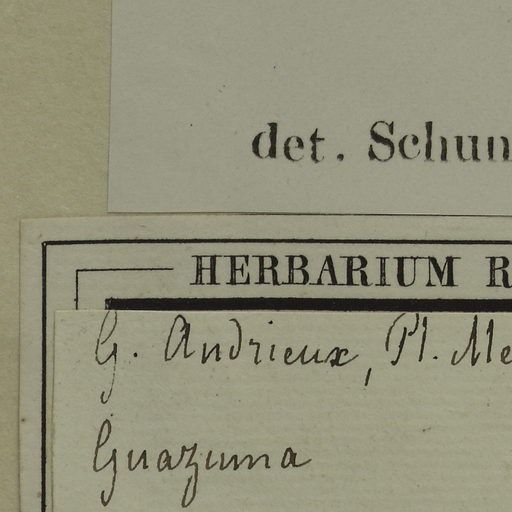 det. Schun
HERBARIUM R
G. Andrieux, Pl. Me
Guazuma